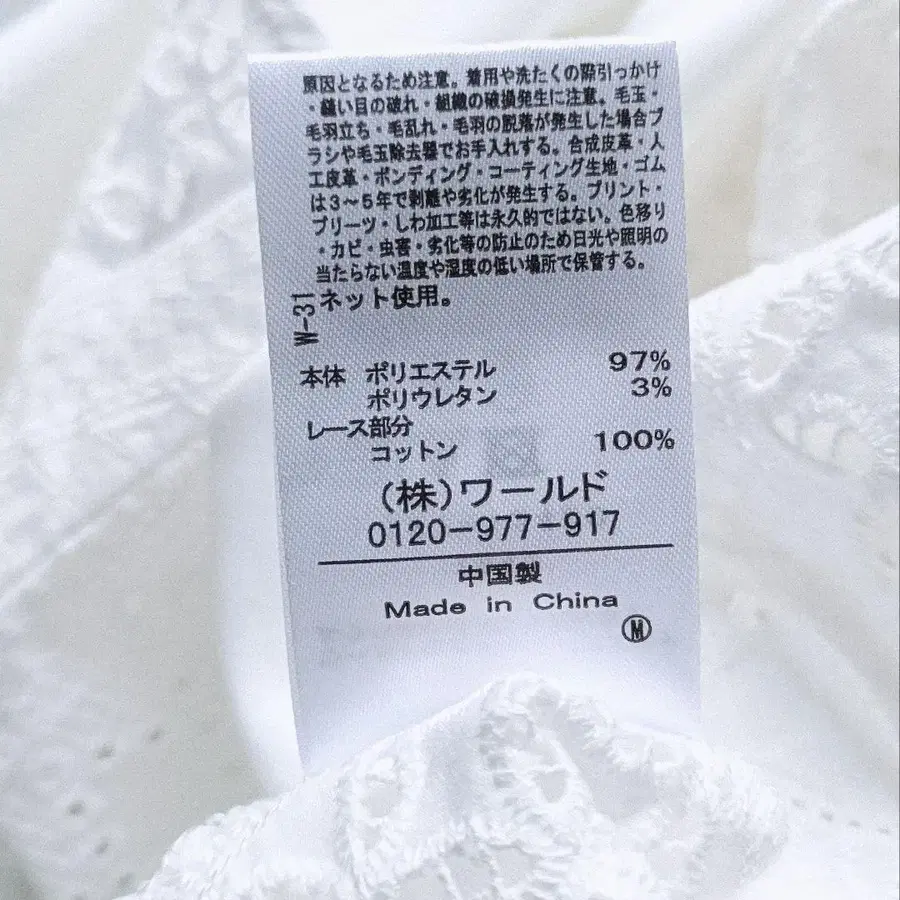 原因となるため注意。着用や洗たくの際引っかけ
・縫い目の破れ・組織の破損発生に注意。毛玉・
毛羽立ち・毛乱れ・毛羽の脱落が発生した場合ブ
ラシや毛玉除去器でお手入れする。合成皮革・人
工皮革・ボンディング・コーティング生地・ゴム
は3～5年で剥離や劣化が発生する。プリント・
プリーツ・しわ加工等は永久的ではない。色移り
・カビ・虫害・劣化等の防止のため日光や照明の
当たらない温度や湿度の低い場所で保管する。
ネット使用。
W-31
本体 ポリエステル 97%
ポリウレタン 3%
レース部分
コットン 100%
(株)ワールド
0120-977-917
中国製
Made in China
Ⓜ